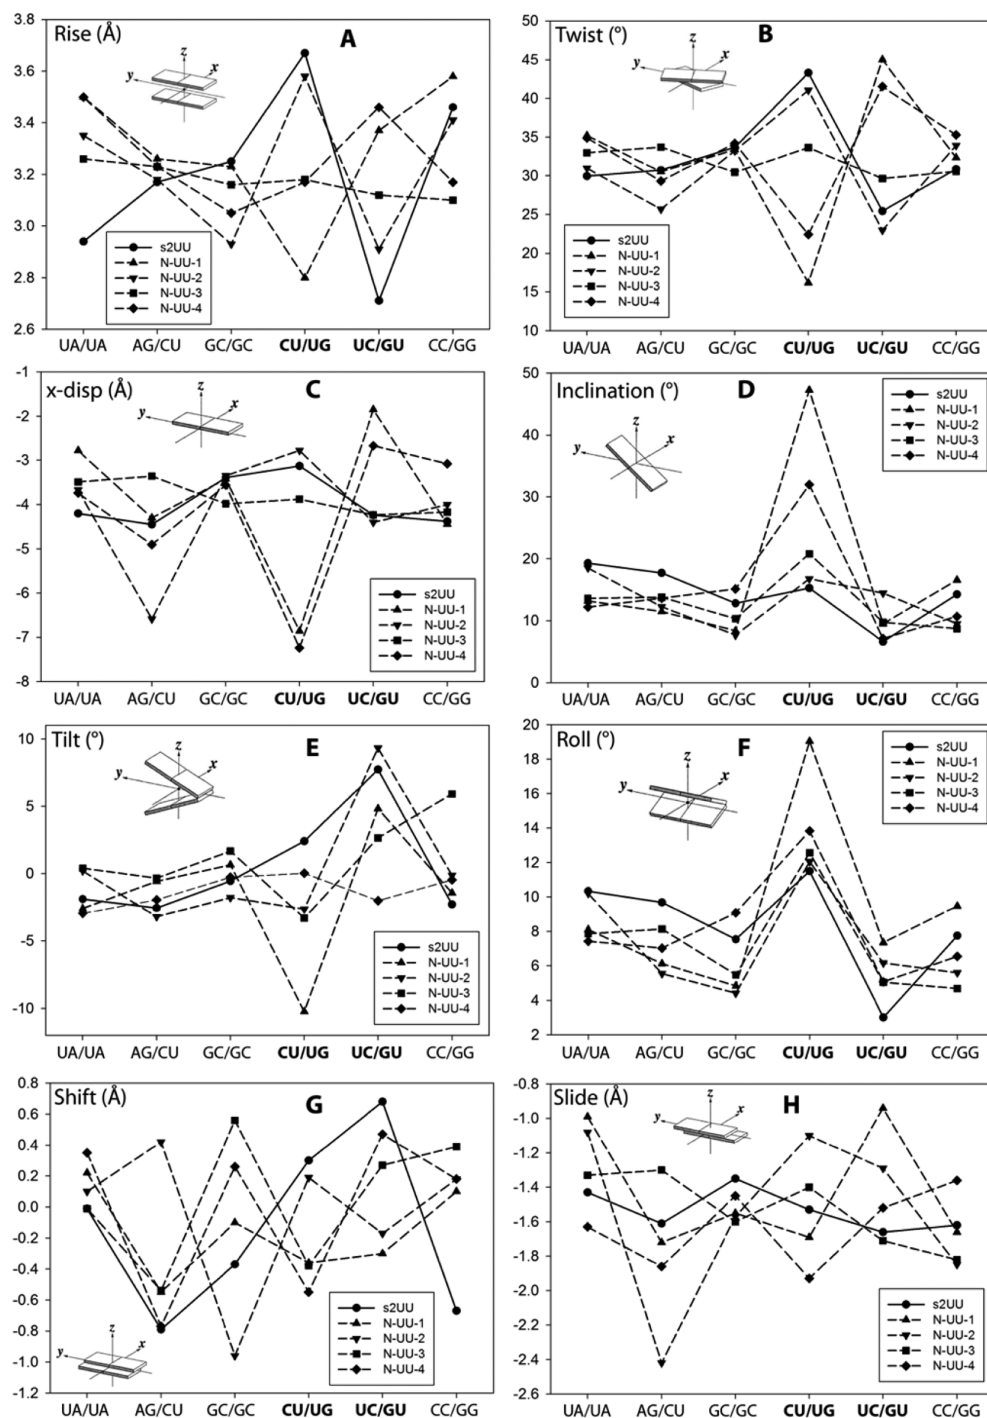 Rise (Å)
A
z
x
y
3.8
3.6
3.4
3.2
3.0
2.8
2.6
s2UU
N-UU-1
N-UU-2
N-UU-3
N-UU-4
UA/UA AG/CU GC/GC CU/UG UC/GU CC/GG
Twist (°)
B
z
x
y
50
45
40
35
30
25
20
15
10
s2UU
N-UU-1
N-UU-2
N-UU-3
N-UU-4
UA/UA AG/CU GC/GC CU/UG UC/GU CC/GG
x-disp (Å)
C
z
x
y
-1
-2
-3
-4
-5
-6
-7
-8
s2UU
N-UU-1
N-UU-2
N-UU-3
N-UU-4
UA/UA AG/CU GC/GC CU/UG UC/GU CC/GG
Inclination (°)
D
z
x
y
50
40
30
20
10
0
s2UU
N-UU-1
N-UU-2
N-UU-3
N-UU-4
UA/UA AG/CU GC/GC CU/UG UC/GU CC/GG
Tilt (°)
E
z
x
y
10
5
0
-5
-10
s2UU
N-UU-1
N-UU-2
N-UU-3
N-UU-4
UA/UA AG/CU GC/GC CU/UG UC/GU CC/GG
Roll (°)
F
z
x
y
20
18
16
14
12
10
8
6
4
2
s2UU
N-UU-1
N-UU-2
N-UU-3
N-UU-4
UA/UA AG/CU GC/GC CU/UG UC/GU CC/GG
Shift (Å)
G
0.8
0.6
0.4
0.2
0.0
-0.2
-0.4
-0.6
-0.8
-1.0
-1.2
z
x
y
s2UU
N-UU-1
N-UU-2
N-UU-3
N-UU-4
UA/UA AG/CU GC/GC CU/UG UC/GU CC/GG
Slide (Å)
H
z
x
y
-0.8
-1.0
-1.2
-1.4
-1.6
-1.8
-2.0
-2.2
-2.4
-2.6
s2UU
N-UU-1
N-UU-2
N-UU-3
N-UU-4
UA/UA AG/CU GC/GC CU/UG UC/GU CC/GG